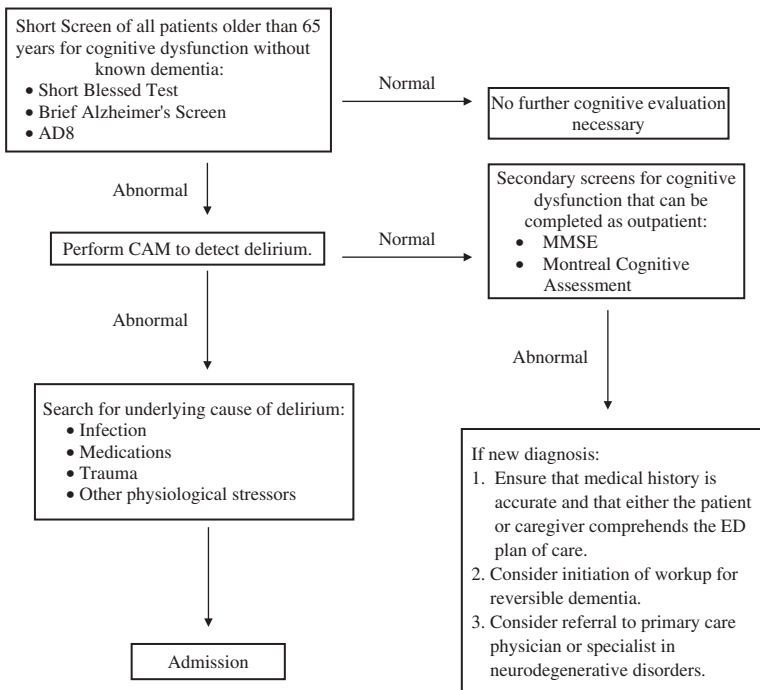 Short Screen of all patients older than 65
years for cognitive dysfunction without
known dementia:
• Short Blessed Test
• Brief Alzheimer's Screen
• AD8
Normal
No further cognitive evaluation
necessary
Abnormal
Perform CAM to detect delirium.
Normal
Secondary screens for cognitive
dysfunction that can be
completed as outpatient:
• MMSE
• Montreal Cognitive
Assessment
Abnormal
Search for underlying cause of delirium:
• Infection
• Medications
• Trauma
• Other physiological stressors
Admission
Abnormal
If new diagnosis:
1. Ensure that medical history is
accurate and that either the patient
or caregiver comprehends the ED
plan of care.
2. Consider initiation of workup for
reversible dementia.
3. Consider referral to primary care
physician or specialist in
neurodegenerative disorders.